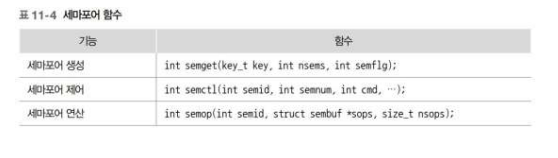 표 11-4 세마포어 함수
기능 함수
세마포어 생성 int semget(key_t key, int nsems, int semflg);
세마포어 제어 int semctl(int semid, int semnum, int cmd, …);
세마포어 연산 int semop(int semid, struct sembuf *sops, size_t nsops);